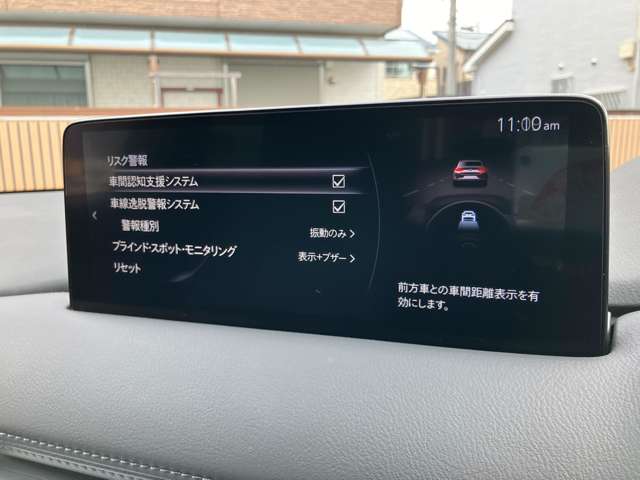 11:00am
リスク警報
車間認知支援システム
車線逸脱警報システム
警報種別 振動のみ
ブラインド・スポット・モニタリング 表示+ブザー
リセット
前方車との車間距離表示を有
効にします。